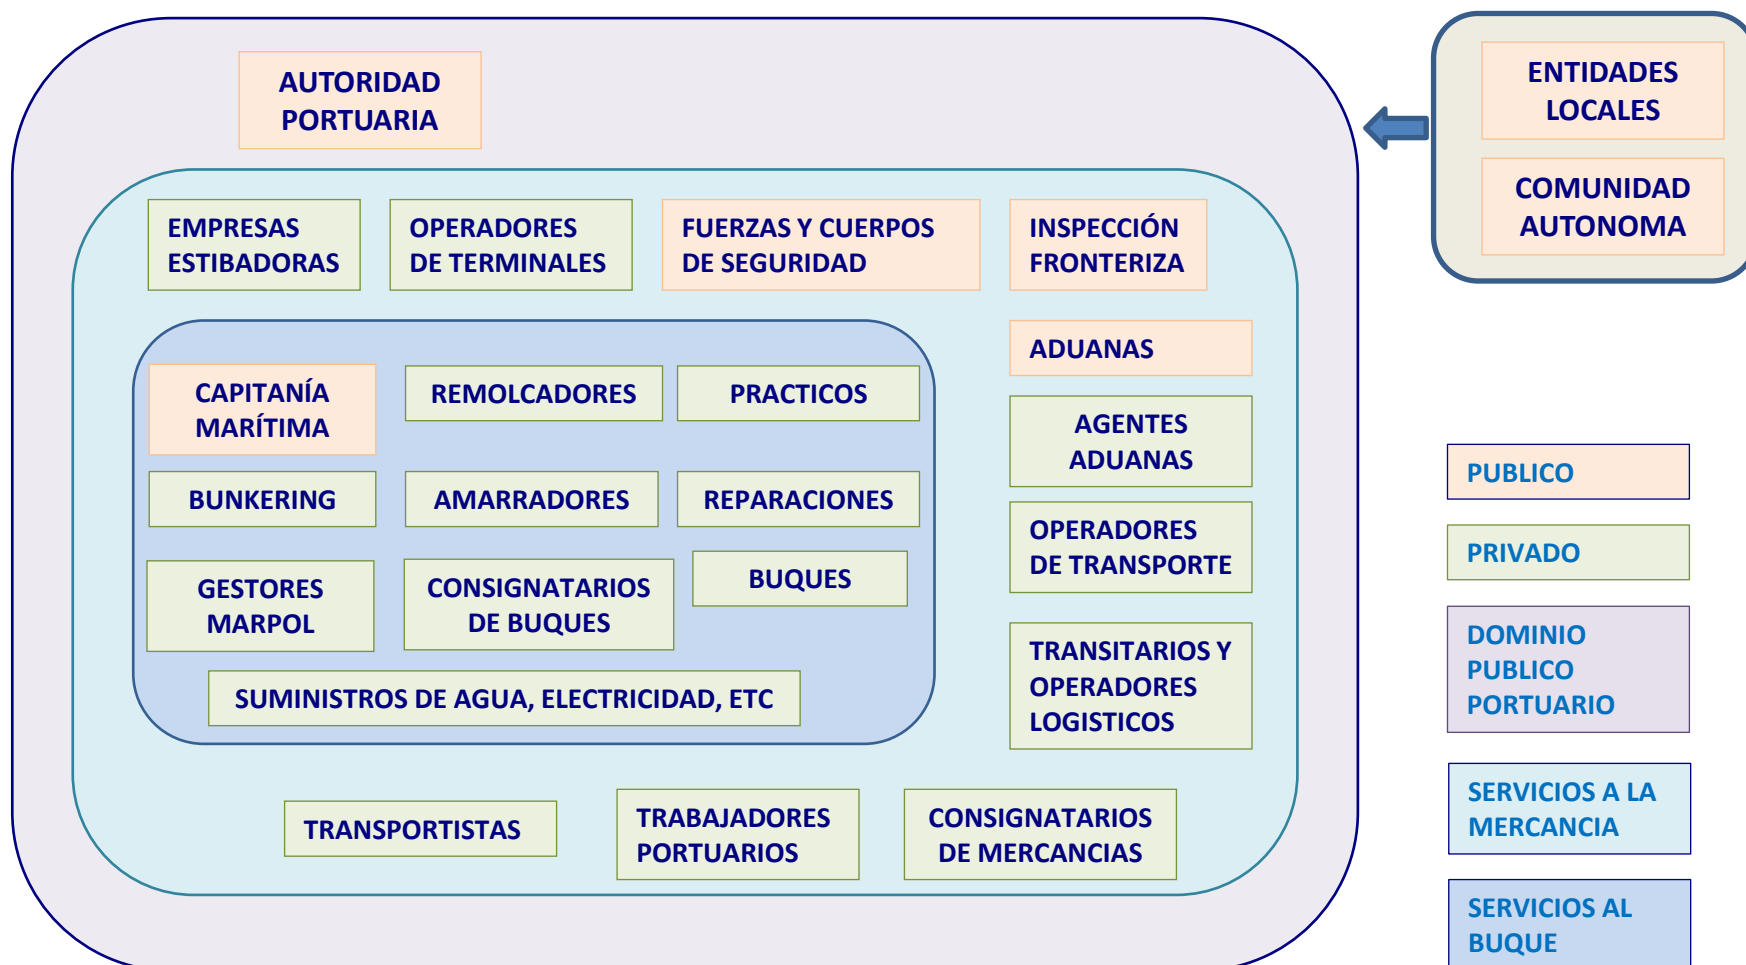 AUTORIDAD
PORTUARIA
ENTIDADES
LOCALES
COMUNIDAD
AUTONOMA
EMPRESAS
ESTIBADORAS
OPERADORES
DE TERMINALES
FUERZAS Y CUERPOS
DE SEGURIDAD
INSPECCIÓN
FRONTERIZA
ADUANAS
CAPITANÍA
MARÍTIMA
REMOLCADORES
PRACTICOS
AGENTES
ADUANAS
BUNKERING
AMARRADORES
REPARACIONES
OPERADORES
DE TRANSPORTE
GESTORES
MARPOL
CONSIGNATARIOS
DE BUQUES
BUQUES
TRANSITARIOS Y
OPERADORES
LOGISTICOS
SUMINISTROS DE AGUA, ELECTRICIDAD, ETC
TRANSPORTISTAS
TRABAJADORES
PORTUARIOS
CONSIGNATARIOS
DE MERCANCIAS
PUBLICO
PRIVADO
DOMINIO
PUBLICO
PORTUARIO
SERVICIOS A LA
MERCANCIA
SERVICIOS AL
BUQUE